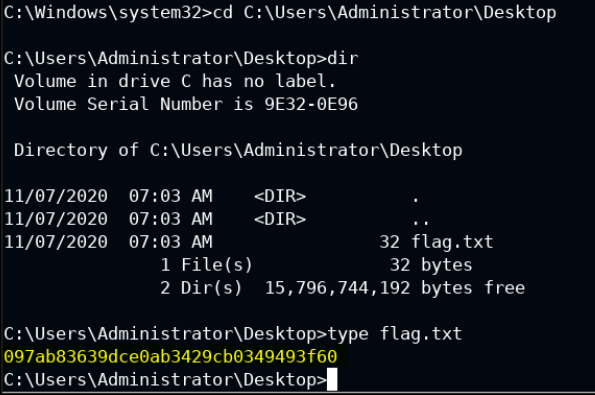 C:\Windows\system32>cd C:\Users\Administrator\Desktop
C:\Users\Administrator\Desktop>dir
 Volume in drive C has no label.
 Volume Serial Number is 9E32-0E96
 Directory of C:\Users\Administrator\Desktop
11/07/2020  07:03 AM    <DIR>          .
11/07/2020  07:03 AM    <DIR>          ..
11/07/2020  07:03 AM                32 flag.txt
               1 File(s)             32 bytes
               2 Dir(s)  15,796,744,192 bytes free
C:\Users\Administrator\Desktop>type flag.txt
097ab83639dce0ab3429cb0349493f60
C:\Users\Administrator\Desktop>